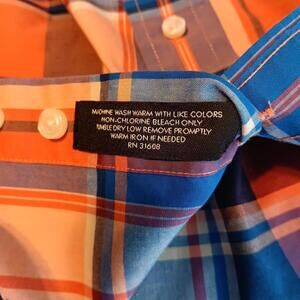 MACHINE WASH WARM WITH LIKE COLORS
NON-CHLORINE BLEACH ONLY
TUMBLE DRY LOW REMOVE PROMPTLY
WARM IRON IF NEEDED
RN 31608